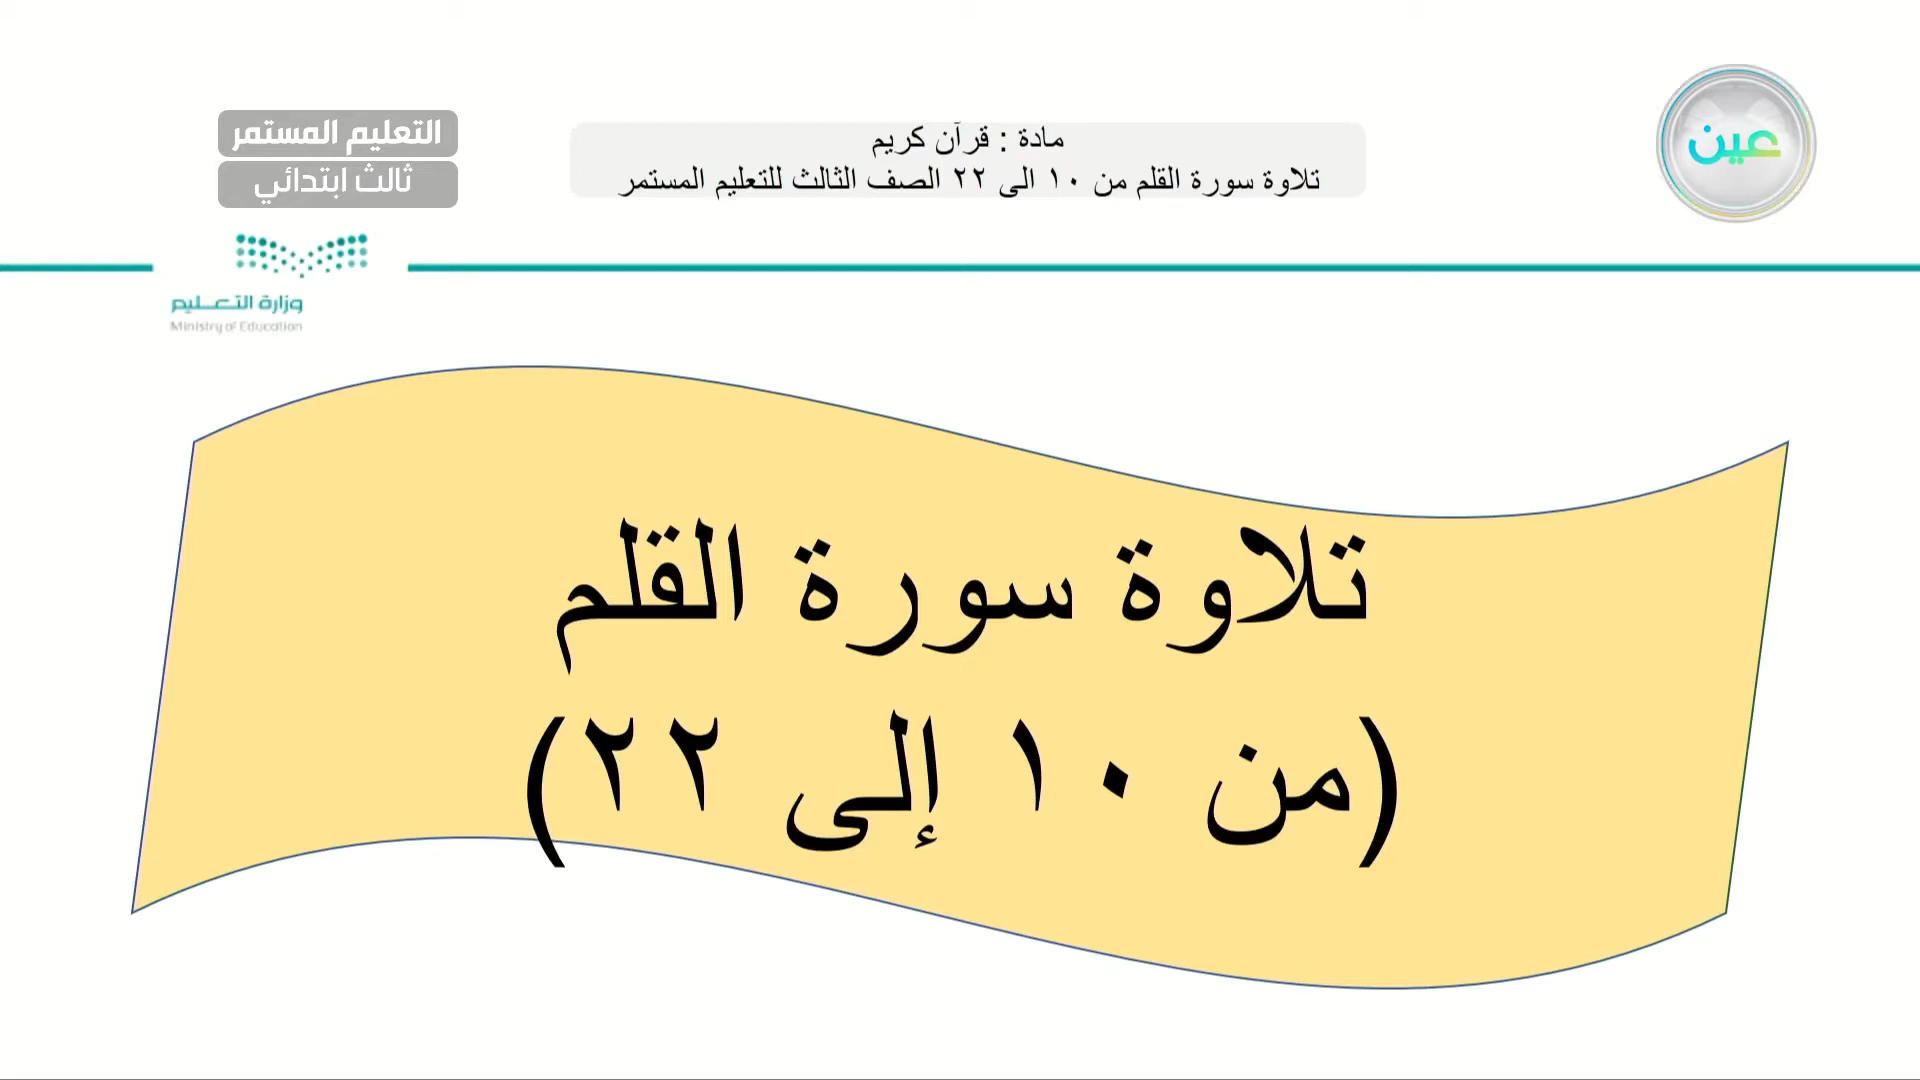 عين
مادة : قرآن كريم
تلاوة سورة القلم من ١٠ الى ٢٢ الصف الثالث للتعليم المستمر
التعليم المستمر
ثالث ابتدائي
وزارة التعليم
Ministry of Education
تلاوة سورة القلم
(من ١٠ إلى ٢٢)